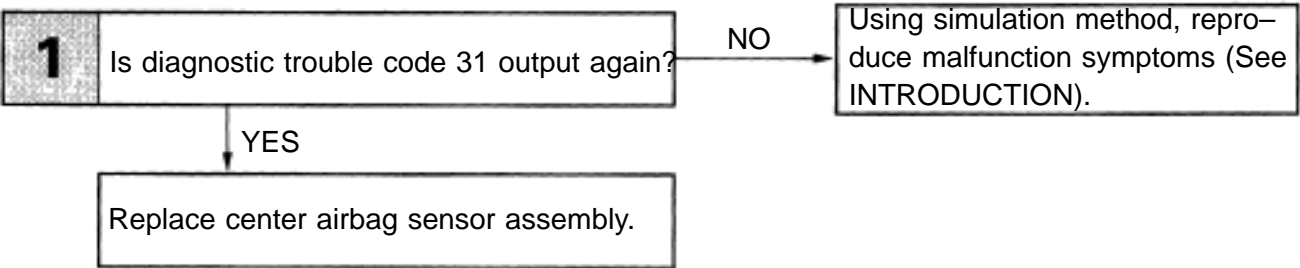 1
Is diagnostic trouble code 31 output again?
NO
Using simulation method, repro–
duce malfunction symptoms (See
INTRODUCTION).
YES
Replace center airbag sensor assembly.